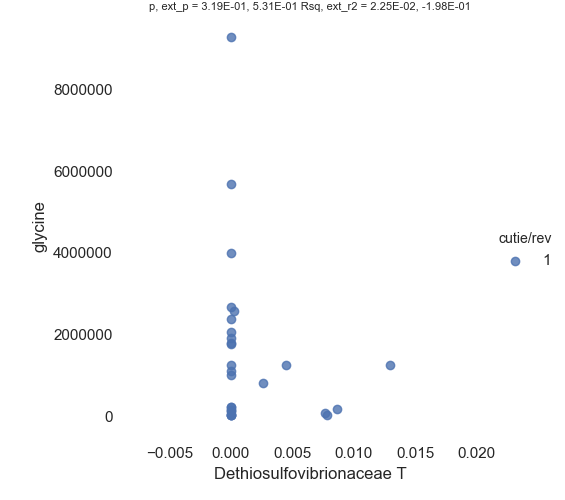 p, ext_p = 3.19E-01, 5.31E-01 Rsq, ext_r2 = 2.25E-02, -1.98E-01
8000000
6000000
4000000
2000000
0
glycine
cutie/rev
1
−0.005 0.000 0.005 0.010 0.015 0.020
Dethiosulfovibrionaceae T